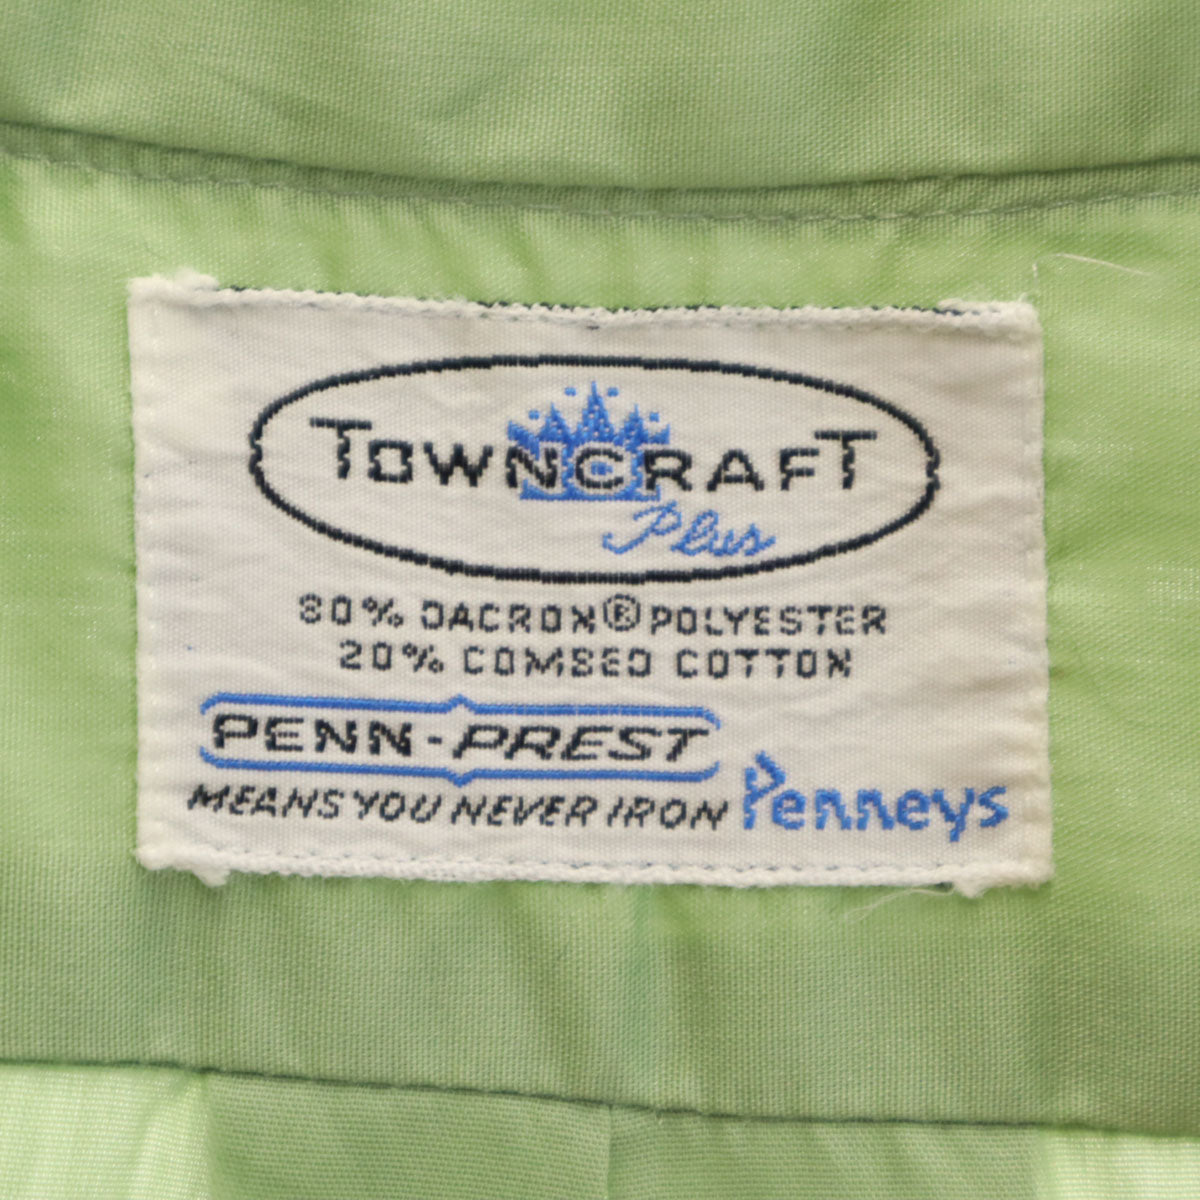 TOWNCRAFT
Plus
80% DACRON® POLYESTER
20% COMBED COTTON
PENN-PREST
MEANS YOU NEVER IRON
Penneys